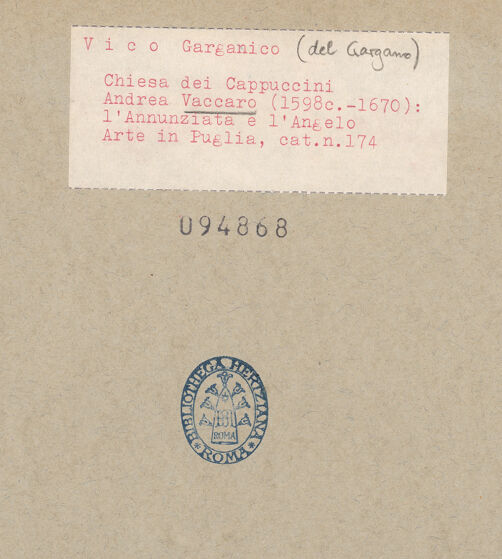 V i c o  Garganico (del Gargano)
Chiesa dei Cappuccini
Andrea Vaccaro (1598c.-1670):
l'Annunziata e l'Angelo
Arte in Puglia, cat.n.174
094868
BIBLIOTHECA HERTZIANA
ROMA
* ROMA *